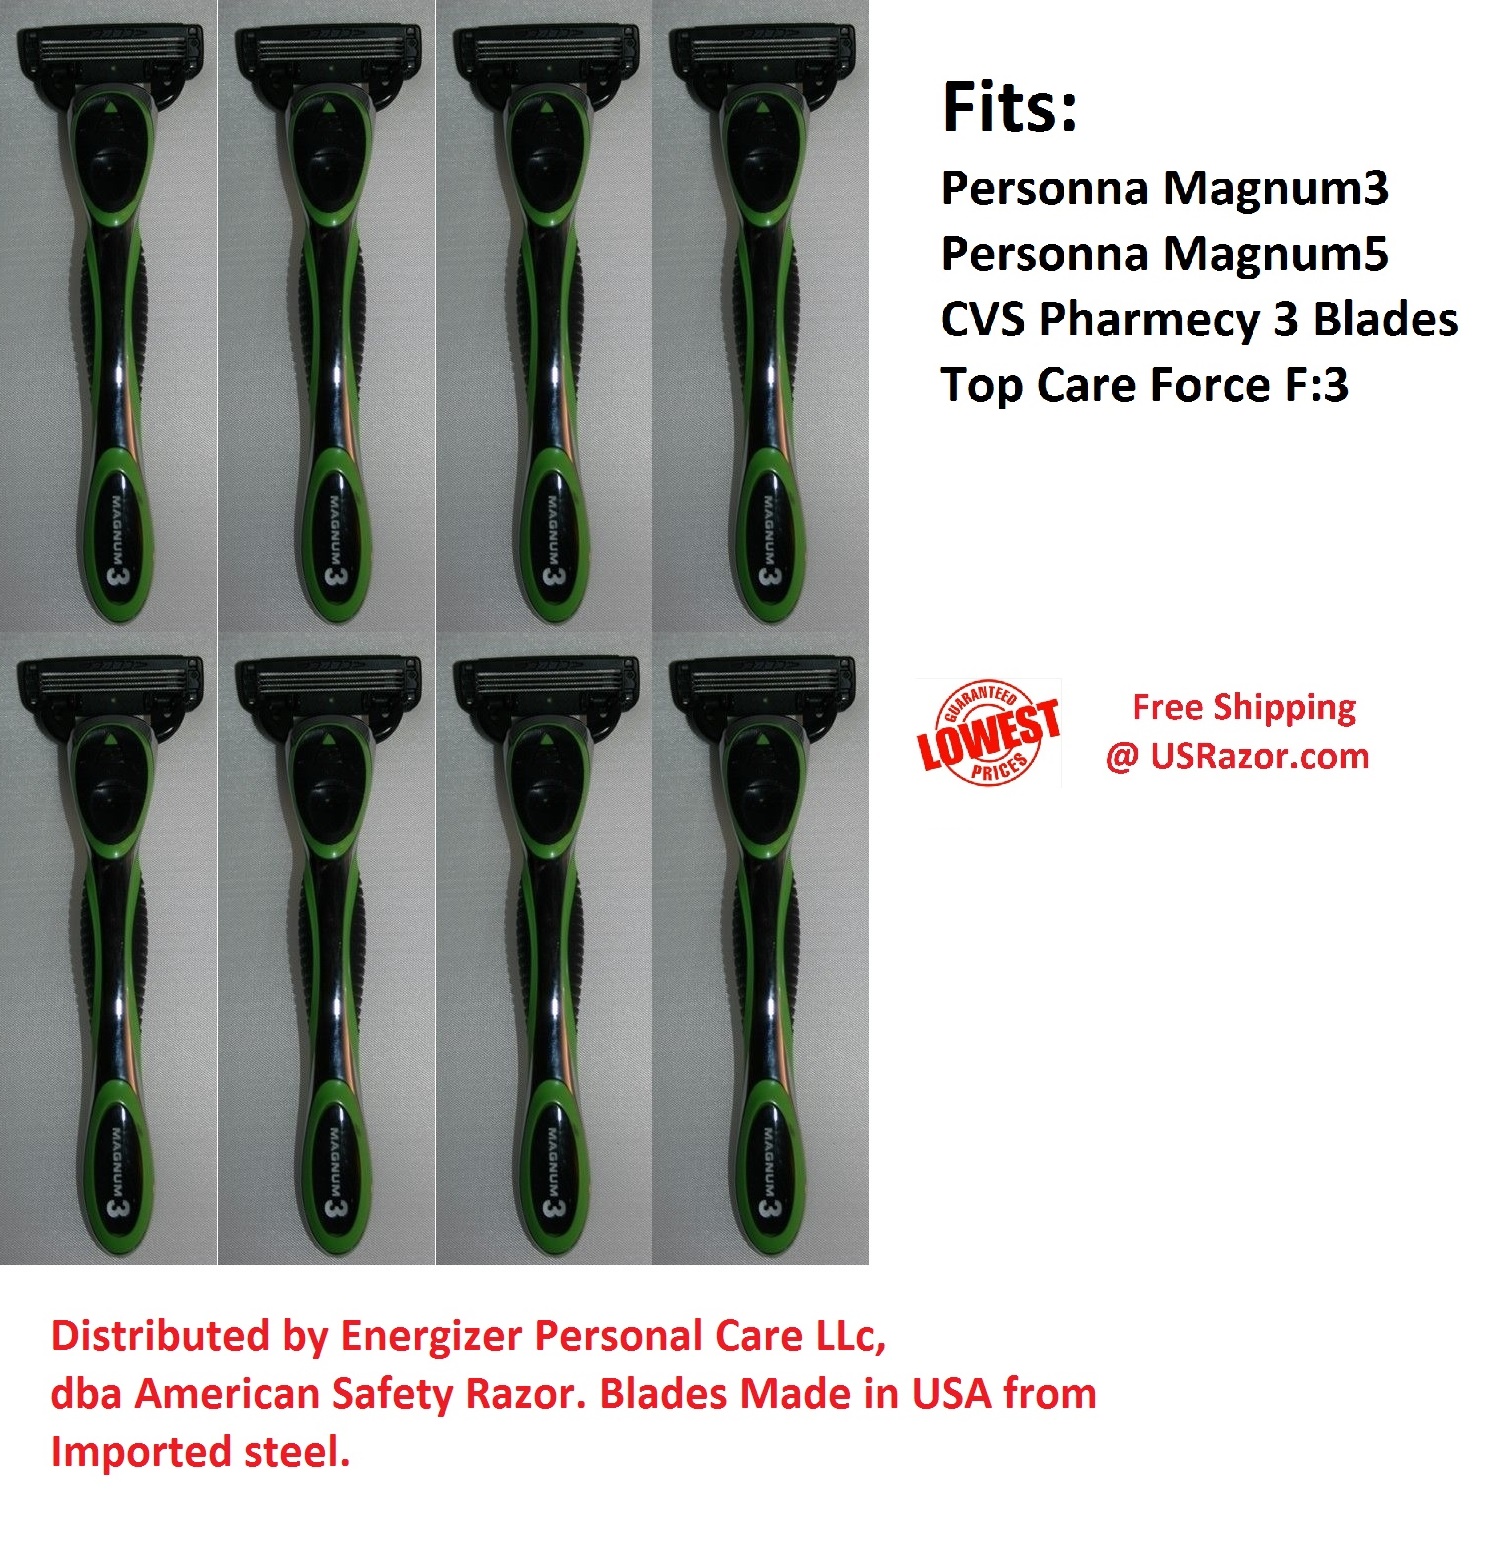 Fits:
Personna Magnum3
Personna Magnum5
CVS Pharmecy 3 Blades
Top Care Force F:3
MAGNUM 3
MAGNUM 3
MAGNUM 3
MAGNUM 3
GUARANTEED
LOWEST
PRICES
Free Shipping
@ USRazor.com
MAGNUM 3
MAGNUM 3
MAGNUM 3
MAGNUM 3
Distributed by Energizer Personal Care LLc,
dba American Safety Razor. Blades Made in USA from
Imported steel.